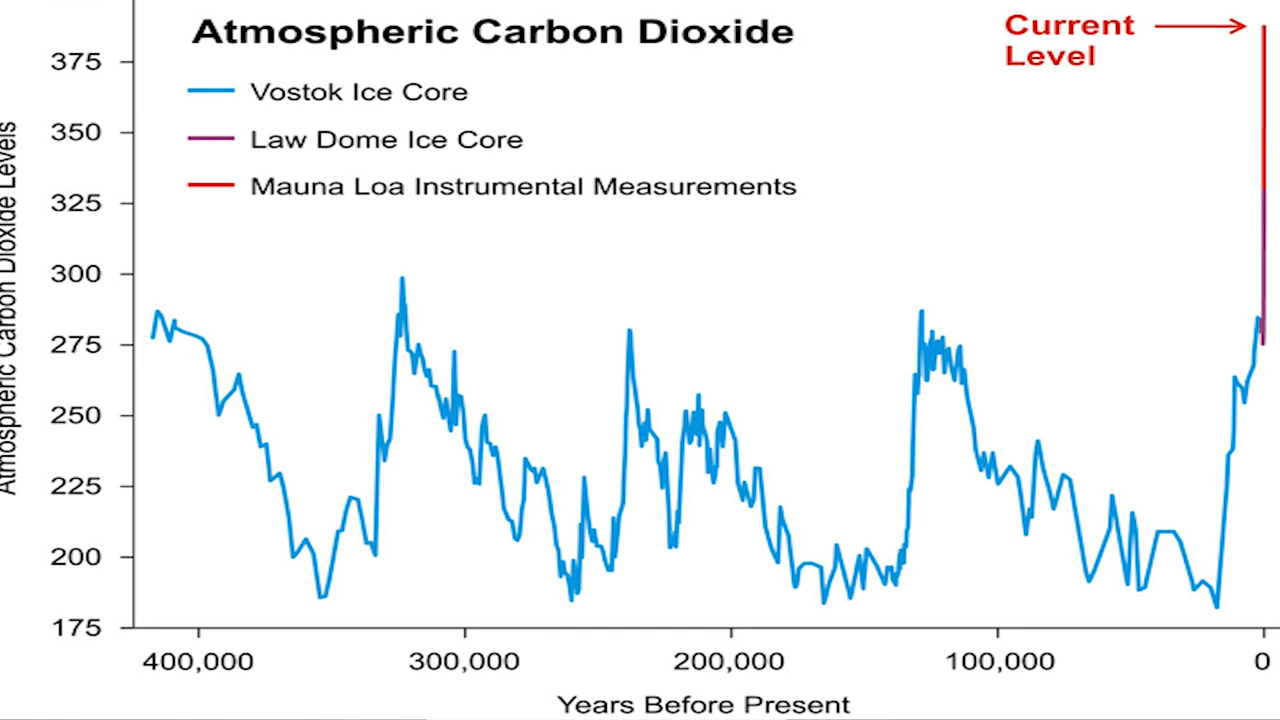 Atmospheric Carbon Dioxide
Current
Level
Vostok Ice Core
Law Dome Ice Core
Mauna Loa Instrumental Measurements
Atmospheric Carbon Dioxide Levels
375
350
325
300
275
250
225
200
175
400,000 300,000 200,000 100,000 0
Years Before Present